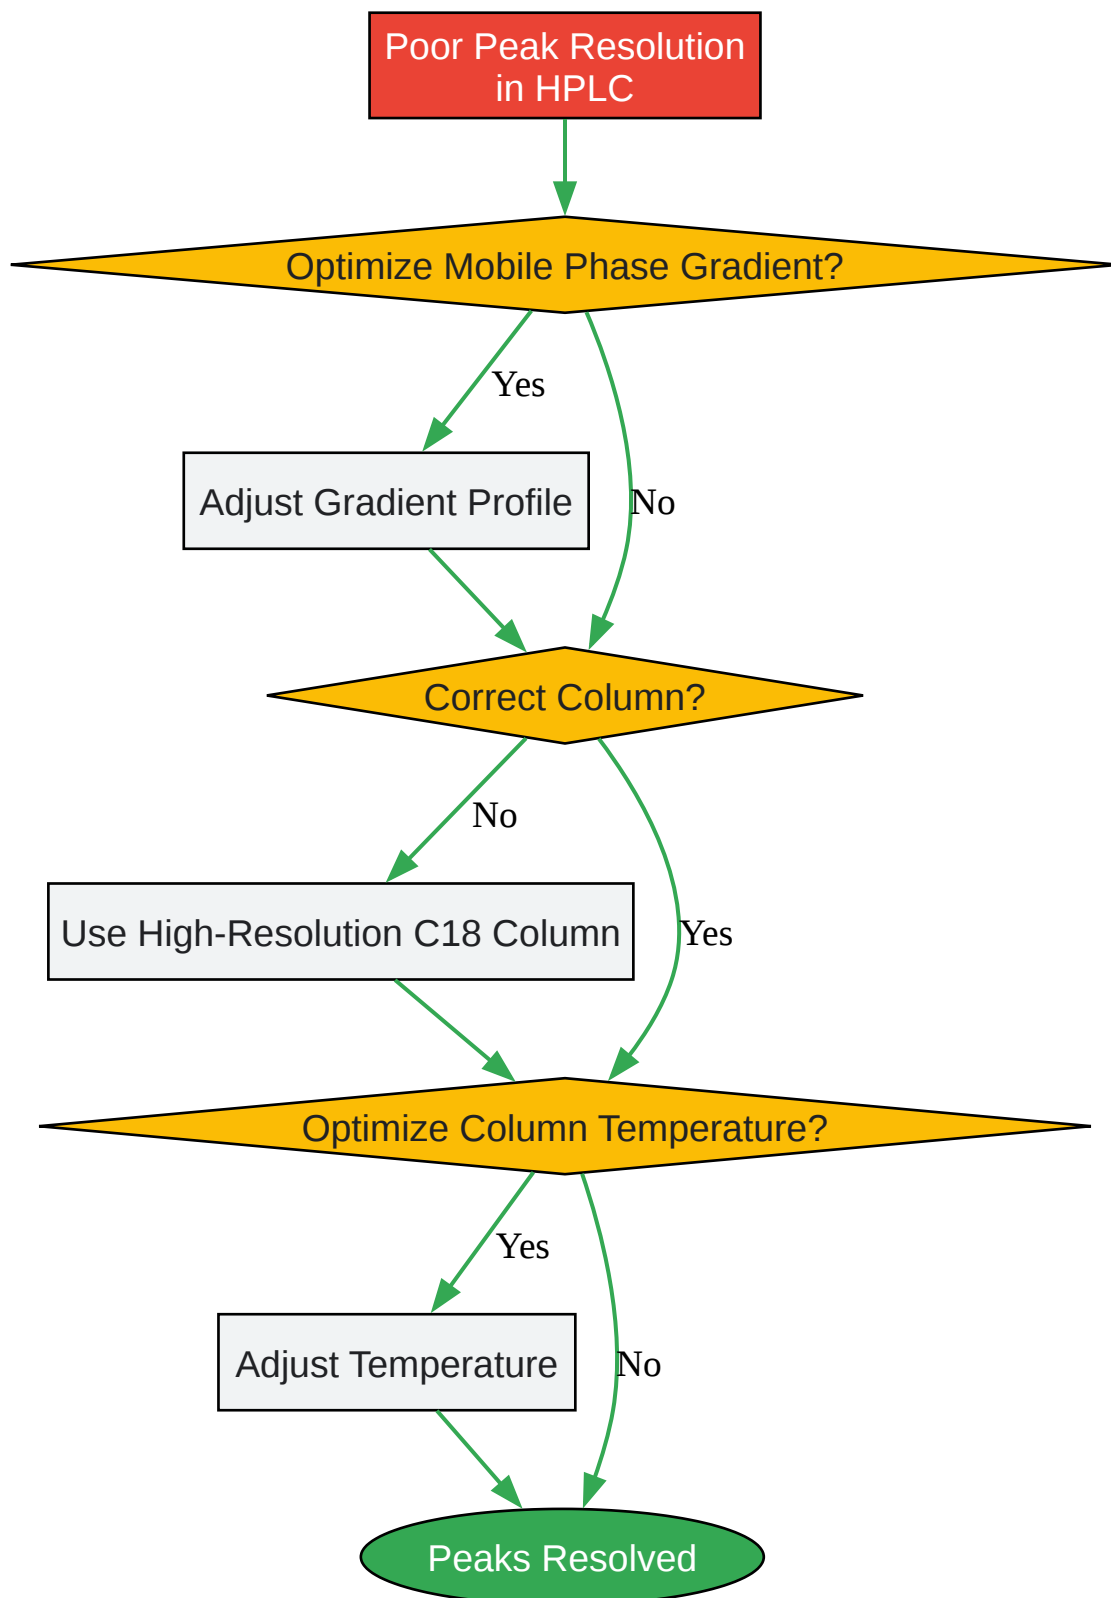 Poor Peak Resolution
in HPLC
Optimize Mobile Phase Gradient?
Yes
Adjust Gradient Profile
No
Correct Column?
No
Use High-Resolution C18 Column
Yes
Optimize Column Temperature?
Yes
Adjust Temperature
No
Peaks Resolved